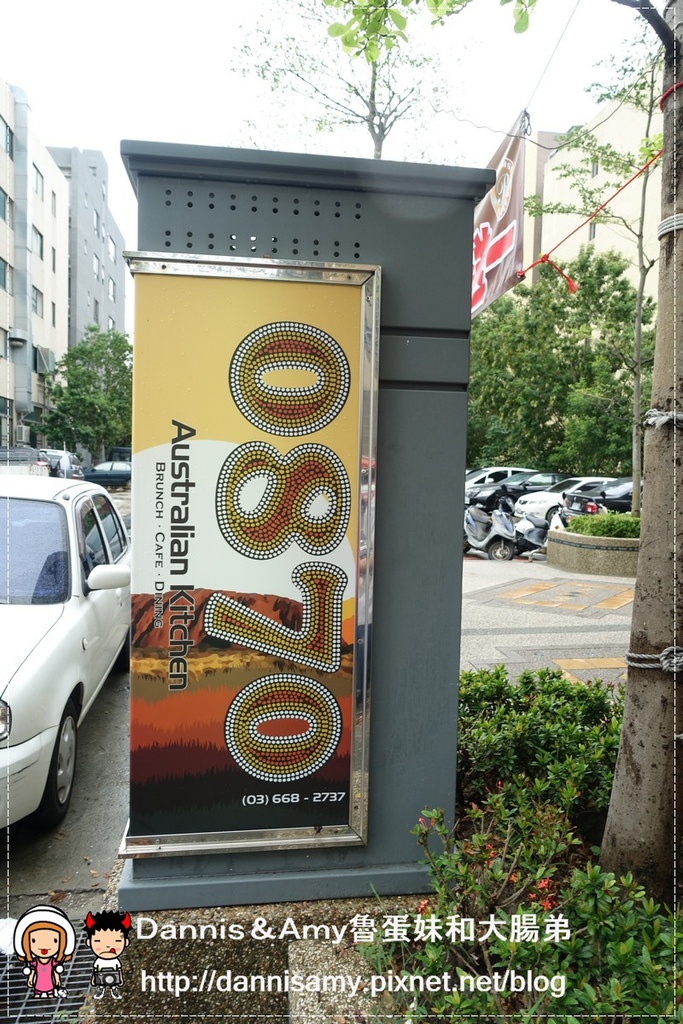 0870
Australian Kitchen
BRUNCH · CAFE · DINING
(03) 668 - 2737
Dannis & Amy魯蛋妹和大腸弟
http://dannisamy.pixnet.net/blog